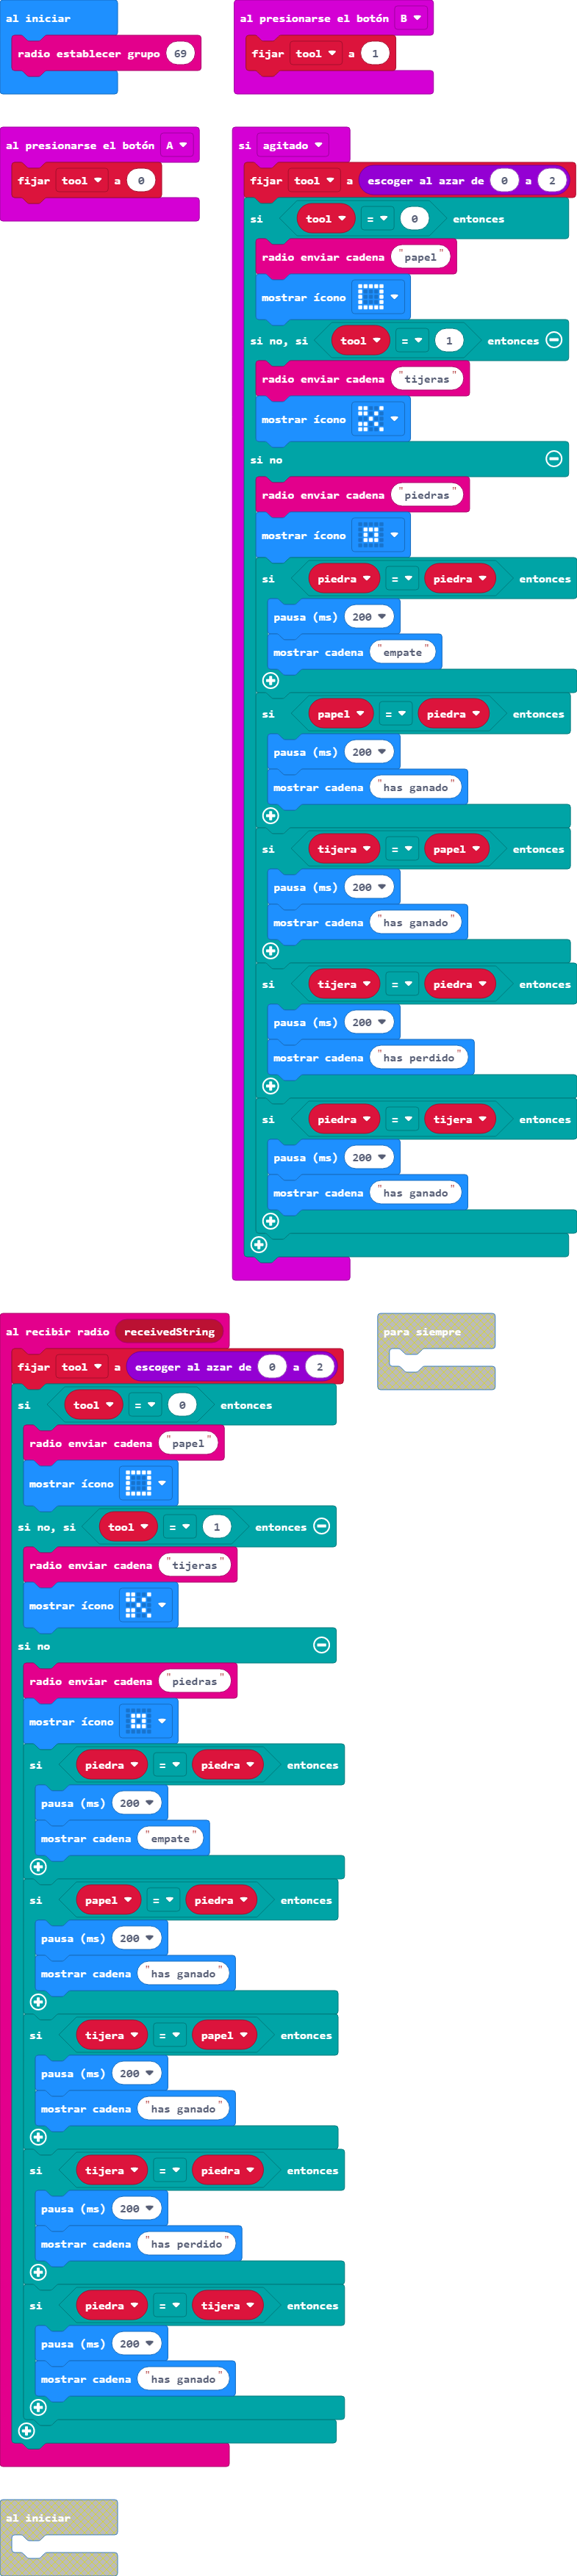 al iniciar
radio establecer grupo 69
al presionarse el botón B
fijar tool a 1
al presionarse el botón A
fijar tool a 0
si agitado
fijar tool a escoger al azar de 0 a 2
si tool = 0 entonces
radio enviar cadena "papel"
mostrar ícono
si no, si tool = 1 entonces
radio enviar cadena "tijeras"
mostrar ícono
si no
radio enviar cadena "piedras"
mostrar ícono
si piedra = piedra entonces
pausa (ms) 200
mostrar cadena "empate"
si papel = piedra entonces
pausa (ms) 200
mostrar cadena "has ganado"
si tijera = papel entonces
pausa (ms) 200
mostrar cadena "has ganado"
si tijera = piedra entonces
pausa (ms) 200
mostrar cadena "has perdido"
si piedra = tijera entonces
pausa (ms) 200
mostrar cadena "has ganado"
al recibir radio receivedString
fijar tool a escoger al azar de 0 a 2
si tool = 0 entonces
radio enviar cadena "papel"
mostrar ícono
si no, si tool = 1 entonces
radio enviar cadena "tijeras"
mostrar ícono
si no
radio enviar cadena "piedras"
mostrar ícono
si piedra = piedra entonces
pausa (ms) 200
mostrar cadena "empate"
si papel = piedra entonces
pausa (ms) 200
mostrar cadena "has ganado"
si tijera = papel entonces
pausa (ms) 200
mostrar cadena "has ganado"
si tijera = piedra entonces
pausa (ms) 200
mostrar cadena "has perdido"
si piedra = tijera entonces
pausa (ms) 200
mostrar cadena "has ganado"
para siempre
al iniciar